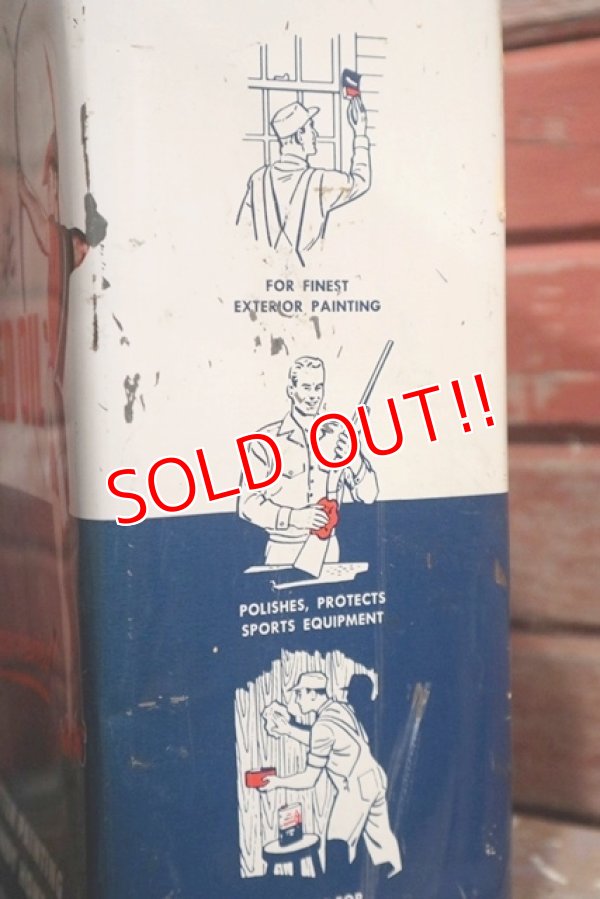 FOR FINEST
EXTERIOR PAINTING
SOLD OUT!!
POLISHES, PROTECTS
SPORTS EQUIPMENT